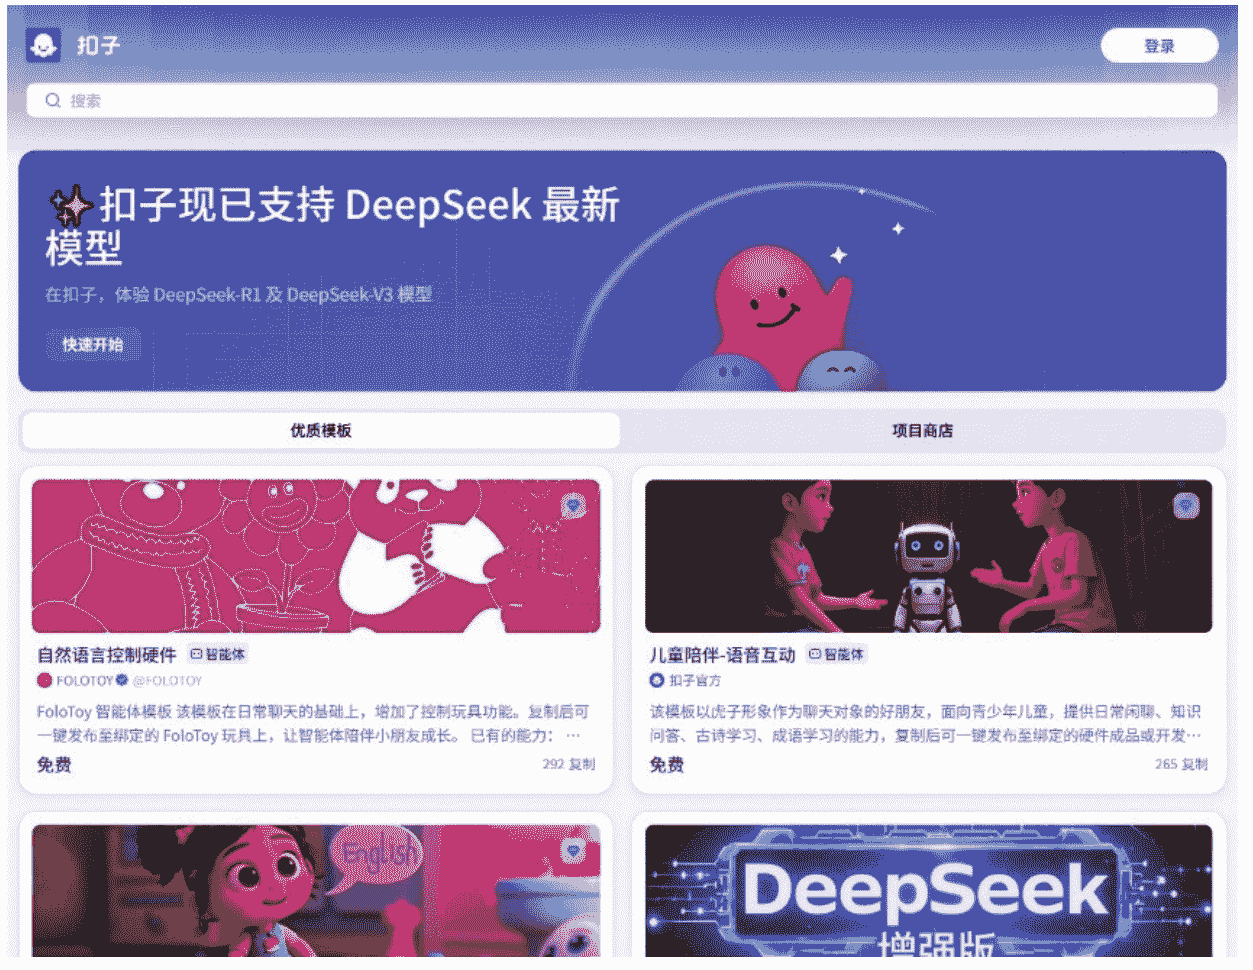 扣子
登录
搜索
扣子现已支持 DeepSeek 最新
模型
在扣子，体验 DeepSeek-R1 及 DeepSeek-V3 模型
快速开始
优质模板
项目商店
自然语言控制硬件 智能体
FOLOTOY @FOLOTOY
FoloToy 智能体模板 该模板在日常聊天的基础上，增加了控制玩具功能。复制后可
一键发布至绑定的 FoloToy 玩具上，让智能体陪伴小朋友成长。 已有的能力： …
免费
292 复制
儿童陪伴-语音互动 智能体
扣子官方
该模板以虎子形象作为聊天对象的好朋友，面向青少年儿童，提供日常闲聊、知识
问答、古诗学习、成语学习的能力，复制后可一键发布至绑定的硬件成品或开发…
免费
265 复制
English
DeepSeek
增强版